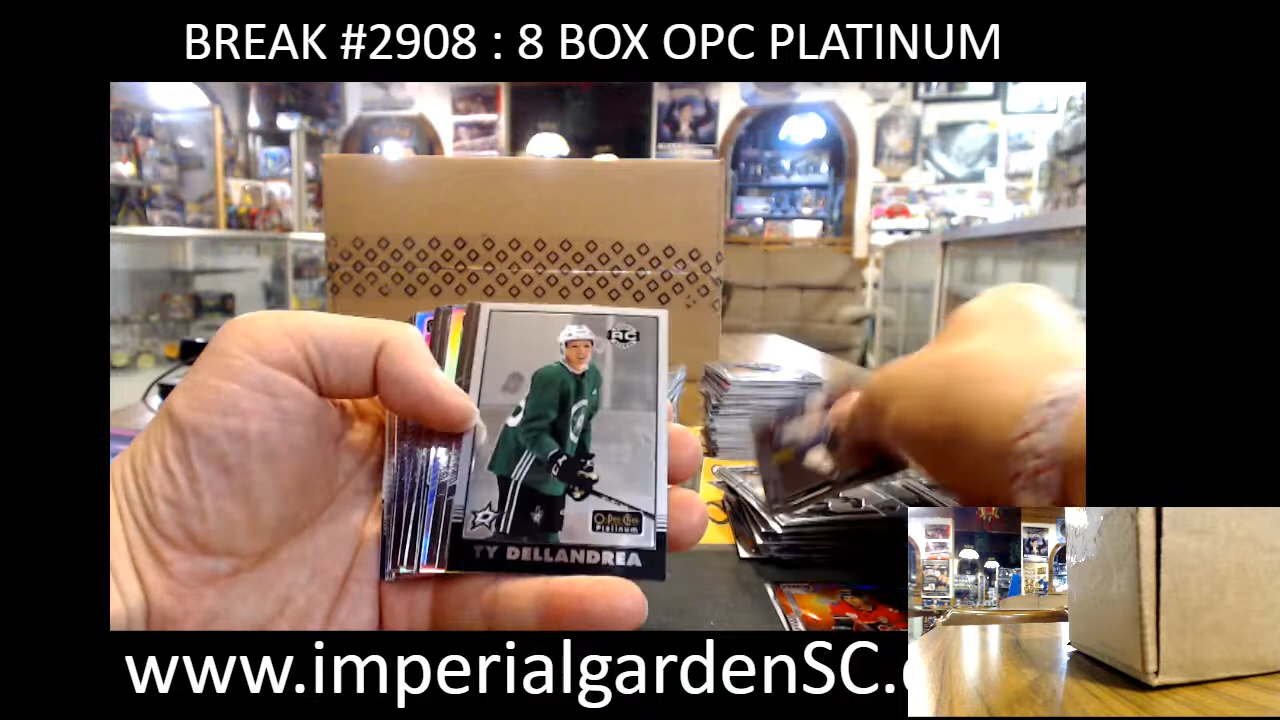 BREAK #2908 : 8 BOX OPC PLATINUM
RC
O-Pee-Chee
Platinum
TY DELLANDREA
www.imperialgardenSC.